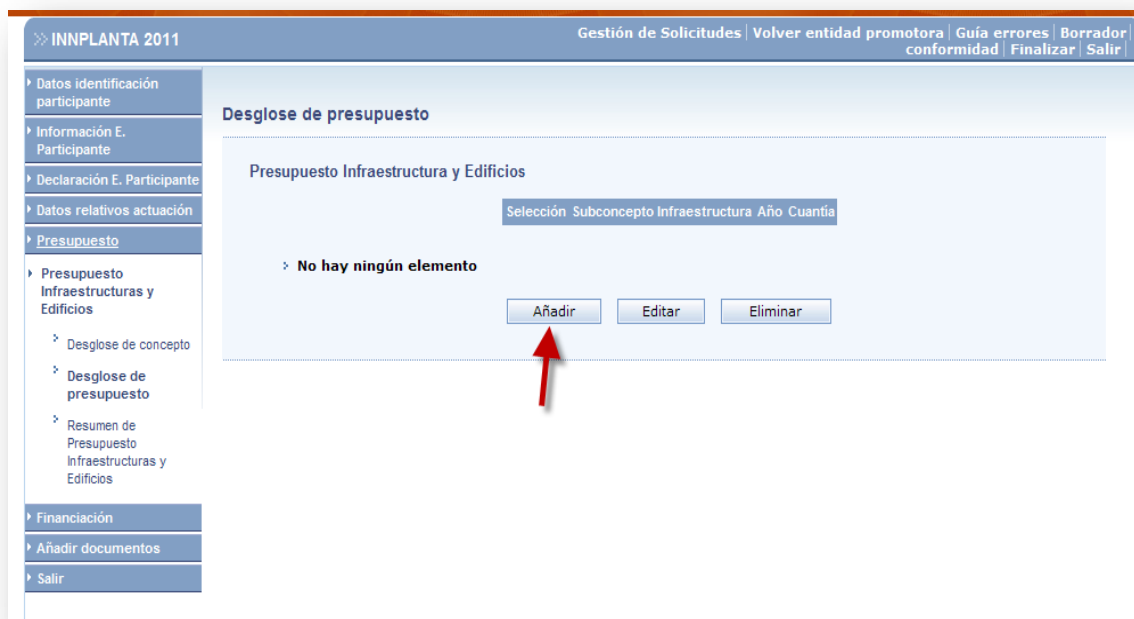 INNPLANTA 2011
Gestión de Solicitudes | Volver entidad promotora | Guía errores | Borrador |
conformidad | Finalizar | Salir |
Datos identificación
participante
Información E.
Participante
Declaración E. Participante
Datos relativos actuación
Presupuesto
Presupuesto
Infraestructuras y
Edificios
Desglose de concepto
Desglose de
presupuesto
Resumen de
Presupuesto
Infraestructuras y
Edificios
Financiación
Añadir documentos
Salir
Desglose de presupuesto
Presupuesto Infraestructura y Edificios
Selección Subconcepto Infraestructura Año Cuantía
No hay ningún elemento
Añadir Editar Eliminar